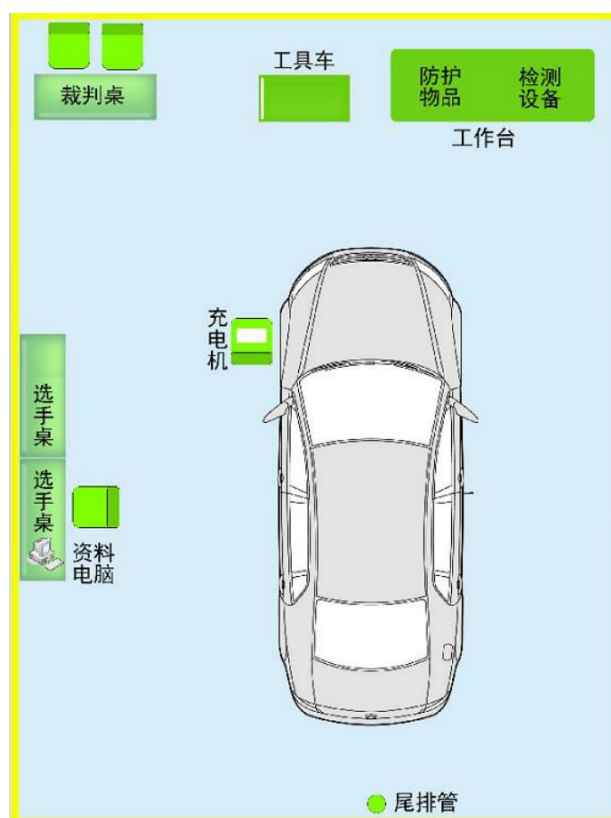 工具车
裁判桌
防护
物品
检测
设备
工作台
充
电
机
选
手
桌
选
手
桌
资料
电脑
尾排管